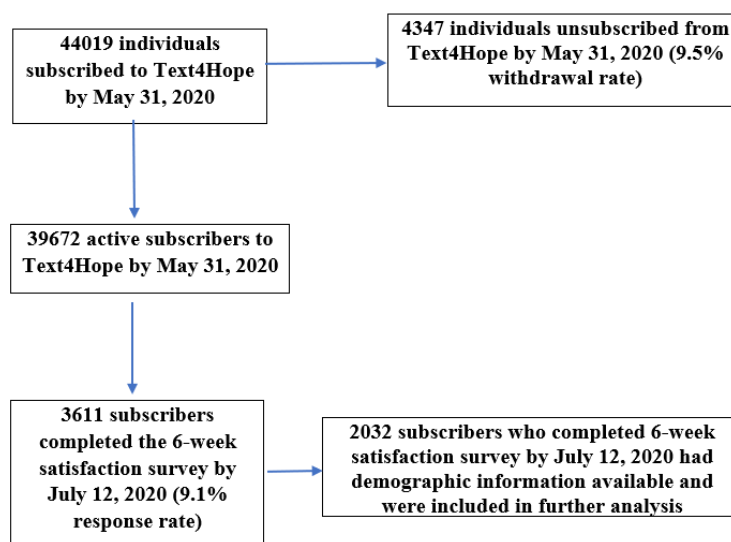 44019 individuals
subscribed to Text4Hope
by May 31, 2020
4347 individuals unsubscribed from
Text4Hope by May 31, 2020 (9.5%
withdrawal rate)
39672 active subscribers to
Text4Hope by May 31, 2020
3611 subscribers
completed the 6-week
satisfaction survey by
July 12, 2020 (9.1%
response rate)
2032 subscribers who completed 6-week
satisfaction survey by July 12, 2020 had
demographic information available and
were included in further analysis